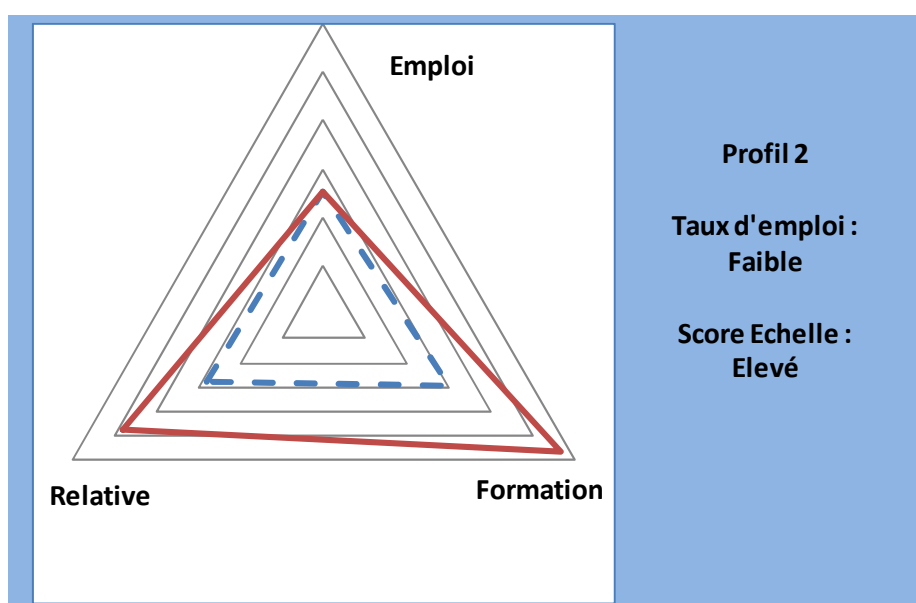 Emploi
Relative
Formation
Profil 2
Taux d'emploi :
Faible
Score Echelle :
Elevé